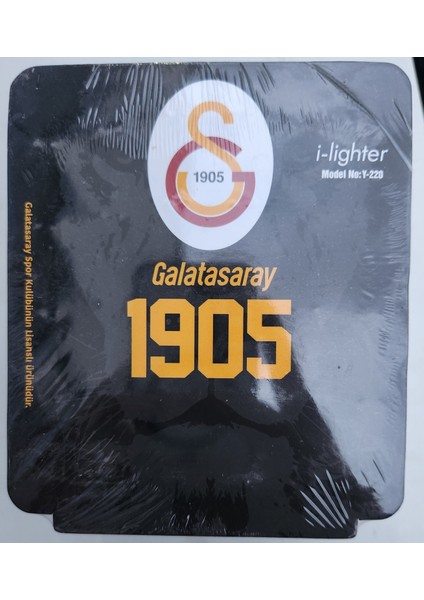 1905
i-lighter
Model No:Y-220
Galatasaray
1905
Galatasaray Spor Kulübünün Lisanslı ürünüdür.